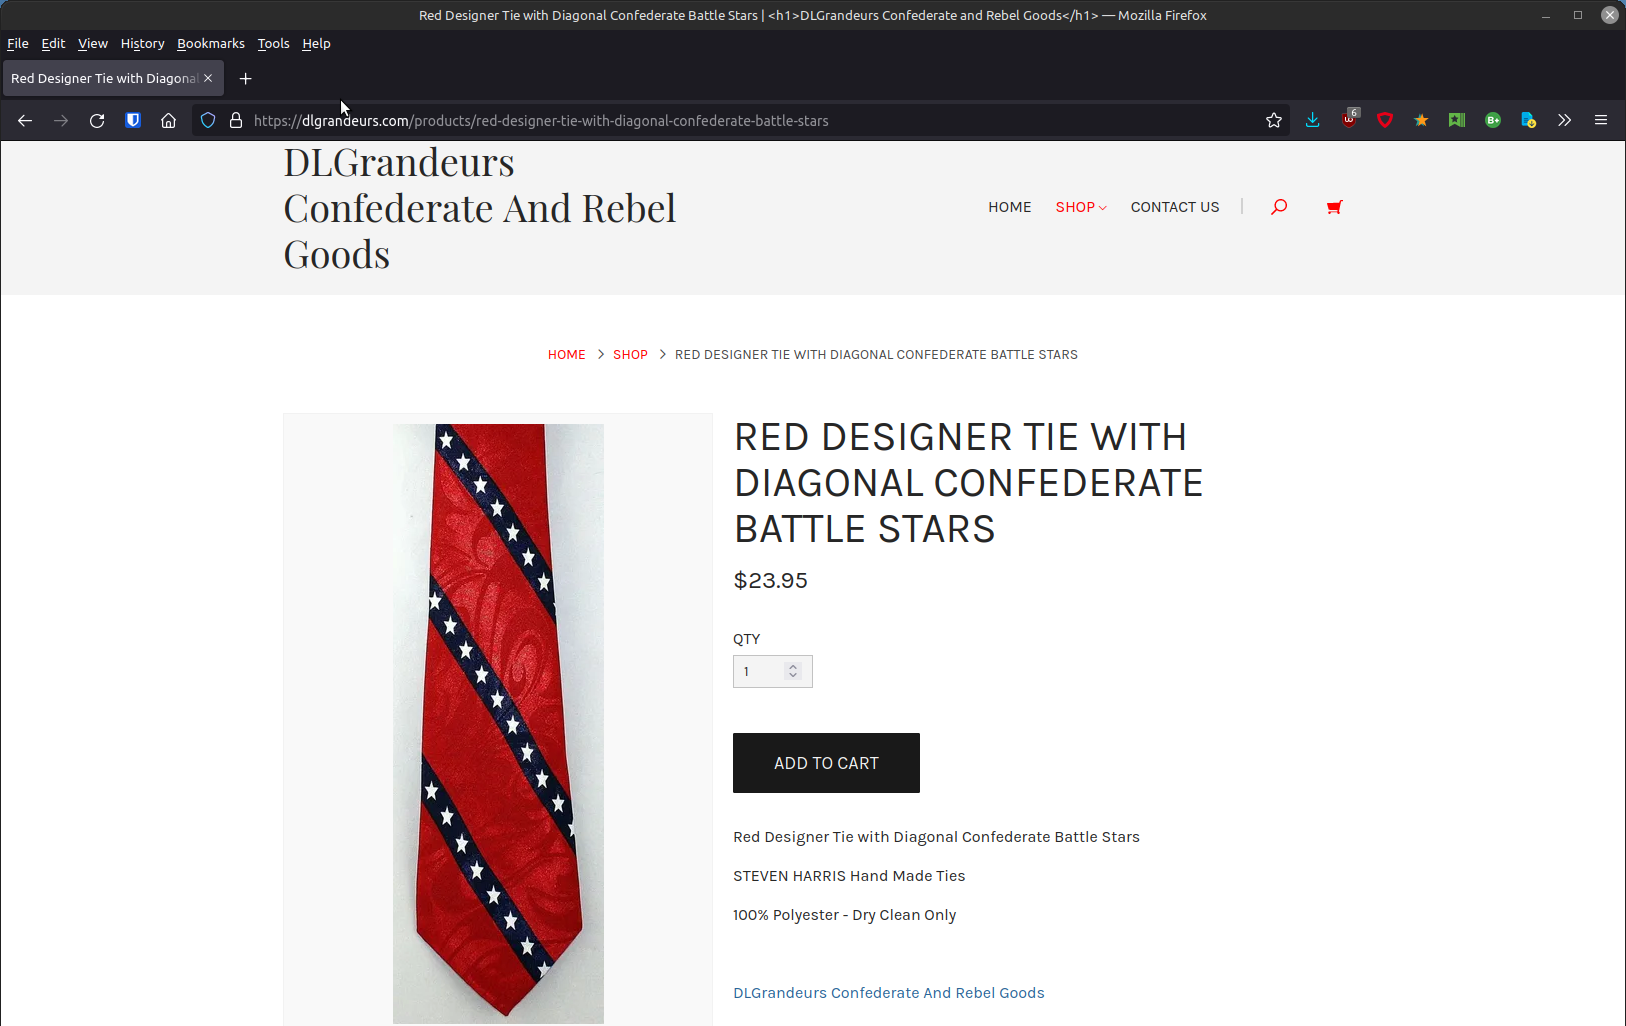 Red Designer Tie with Diagonal Confederate Battle Stars | <h1>DLGrandeurs Confederate and Rebel Goods</h1> — Mozilla Firefox
File Edit View History Bookmarks Tools Help
Red Designer Tie with Diagonal
https://dlgrandeurs.com/products/red-designer-tie-with-diagonal-confederate-battle-stars
6
B+
DLGrandeurs
Confederate And Rebel
Goods
HOME SHOP CONTACT US
HOME > SHOP > RED DESIGNER TIE WITH DIAGONAL CONFEDERATE BATTLE STARS
RED DESIGNER TIE WITH
DIAGONAL CONFEDERATE
BATTLE STARS
$23.95
QTY
1
ADD TO CART
Red Designer Tie with Diagonal Confederate Battle Stars
STEVEN HARRIS Hand Made Ties
100% Polyester - Dry Clean Only
DLGrandeurs Confederate And Rebel Goods